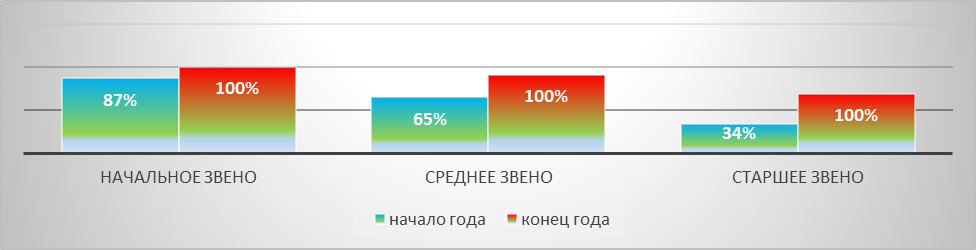 87%
100%
65%
100%
34%
100%
НАЧАЛЬНОЕ ЗВЕНО
СРЕДНЕЕ ЗВЕНО
СТАРШЕЕ ЗВЕНО
начало года
конец года